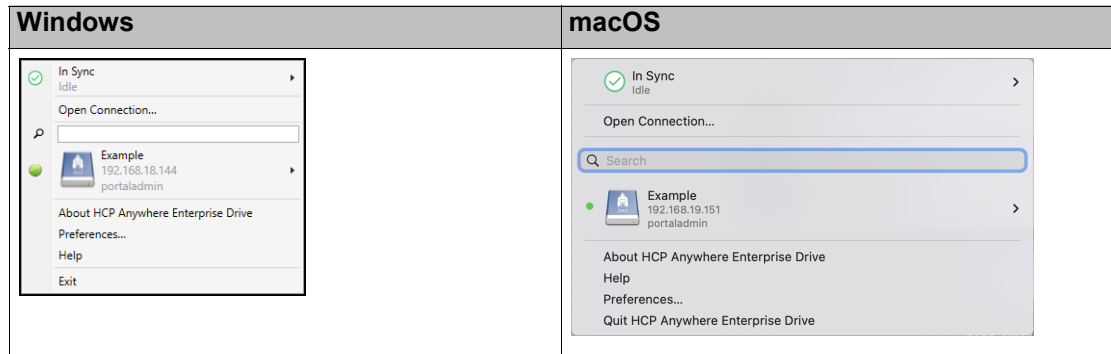 Windows
macOS
In Sync
Idle
Open Connection...
Example
192.168.18.144
portaladmin
About HCP Anywhere Enterprise Drive
Preferences...
Help
Exit
In Sync
Idle
Open Connection...
Search
Example
192.168.19.151
portaladmin
About HCP Anywhere Enterprise Drive
Help
Preferences...
Quit HCP Anywhere Enterprise Drive